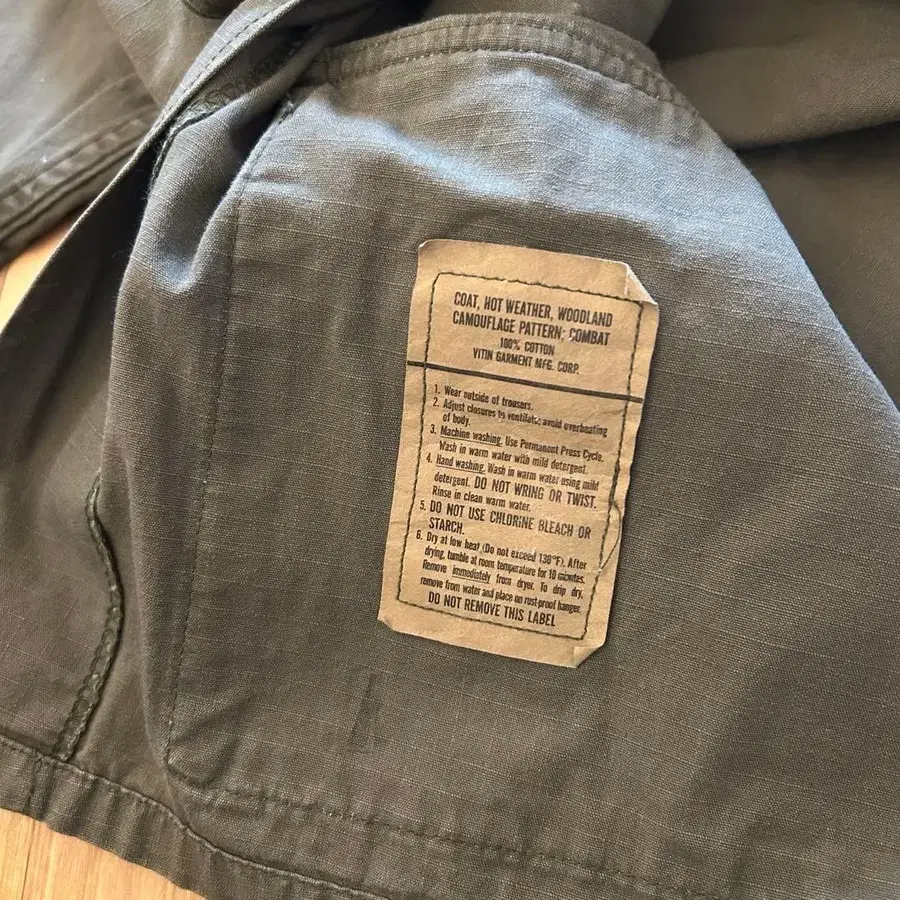 COAT, HOT WEATHER, WOODLAND
CAMOUFLAGE PATTERN; COMBAT
100% COTTON
VITIN GARMENT MFG. CORP.
1. Wear outside of trousers.
2. Adjust closures to ventilate; avoid overheating
of body.
3. Machine washing. Use Permanent Press Cycle.
Wash in warm water with mild detergent.
4. Hand washing. Wash in warm water using mild
detergent. DO NOT WRING OR TWIST.
Rinse in clean warm water.
5. DO NOT USE CHLORINE BLEACH OR
STARCH.
6. Dry at low heat (Do not exceed 130°F). After
drying, tumble at room temperature for 10 minutes.
Remove immediately from dryer. To drip dry,
remove from water and place on rust-proof hanger.
DO NOT REMOVE THIS LABEL